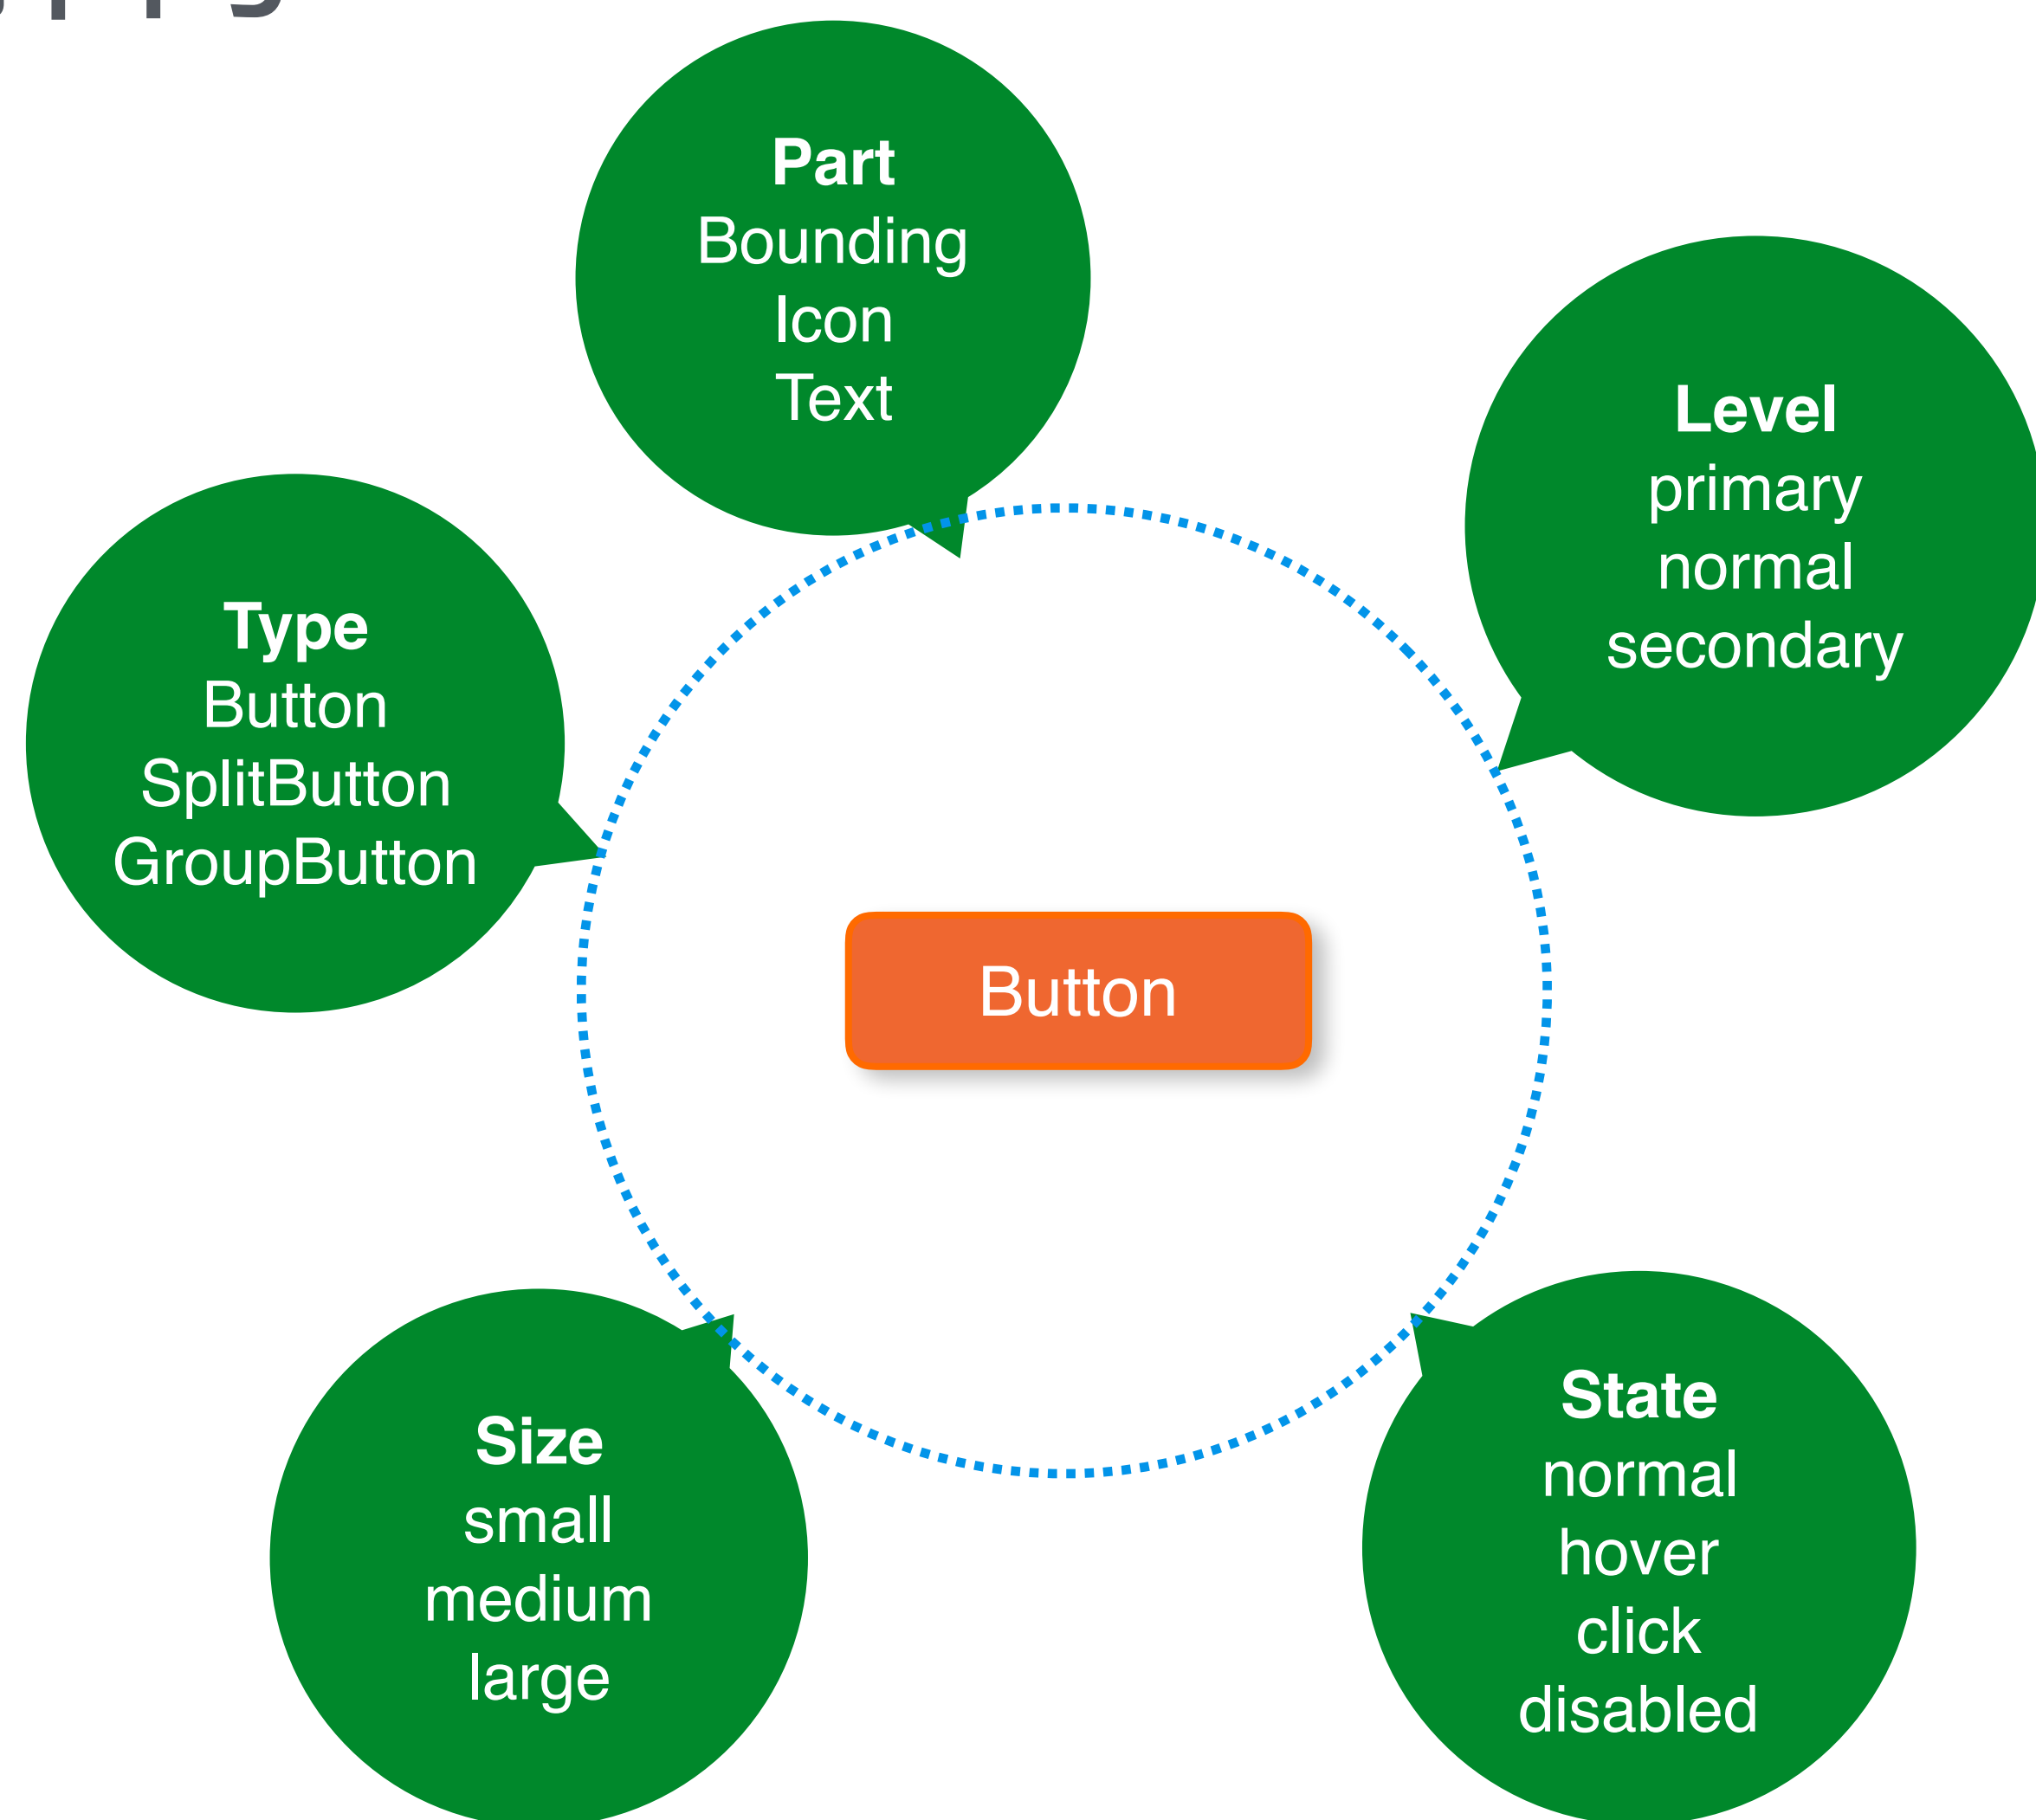 Part
Bounding
Icon
Text
Level
primary
normal
secondary
Type
Button
SplitButton
GroupButton
Button
Size
small
medium
large
State
normal
hover
click
disabled